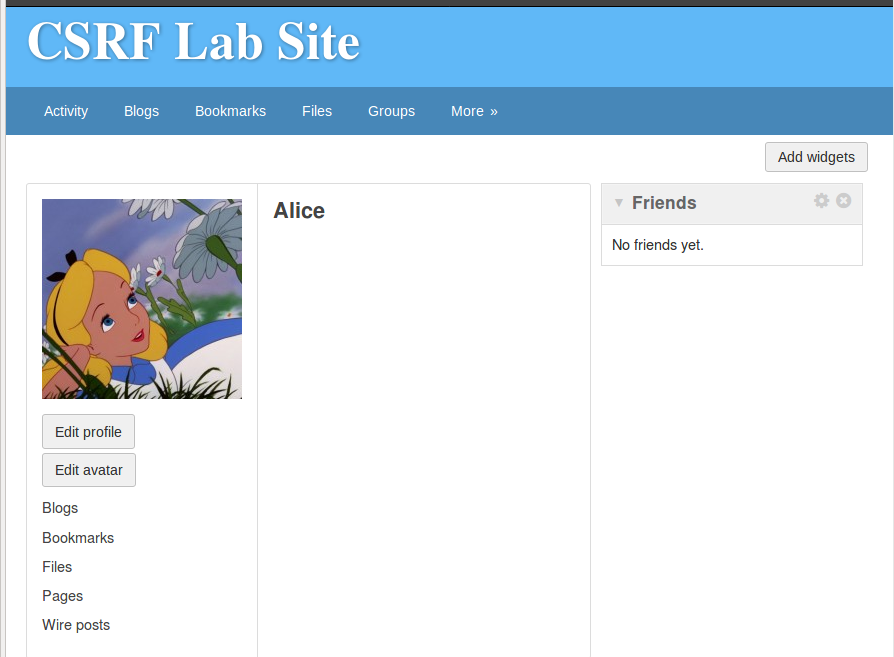 CSRF Lab Site
Activity Blogs Bookmarks Files Groups More »
Add widgets
Alice
Edit profile
Edit avatar
Blogs
Bookmarks
Files
Pages
Wire posts
Friends
No friends yet.